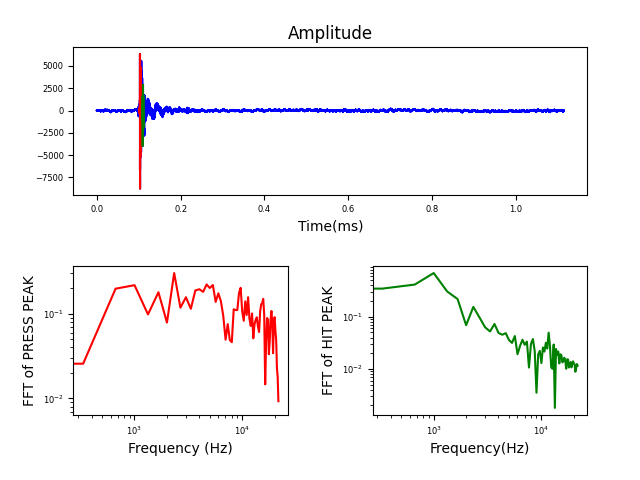 Amplitude
5000
2500
0
−2500
−5000
−7500
0.0 0.2 0.4 0.6 0.8 1.0
Time(ms)
FFT of PRESS PEAK
10⁻¹
10⁻²
10³ 10⁴
Frequency (Hz)
FFT of HIT PEAK
10⁻¹
10⁻²
10³ 10⁴
Frequency(Hz)